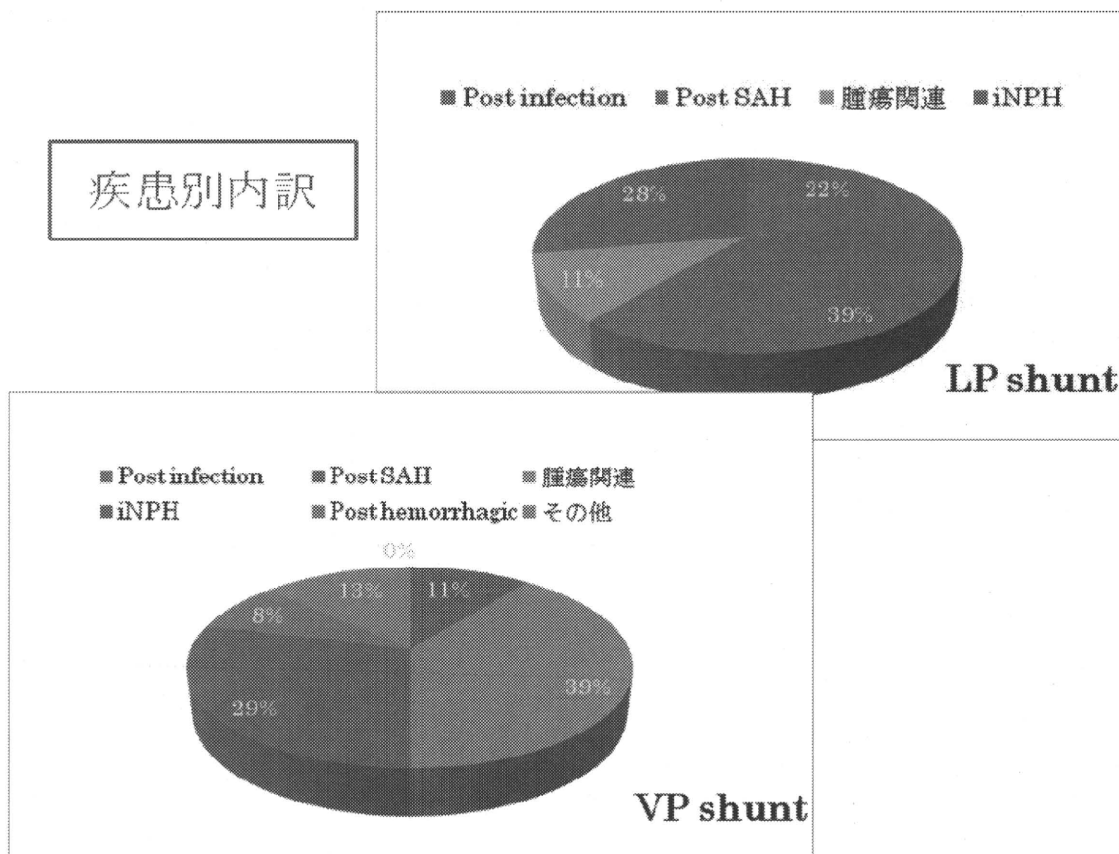 疾患別内訳
■ Post infection ■ Post SAH ■ 腫瘍関連 ■ iNPH
28%
22%
11%
39%
LP shunt
■ Post infection ■ Post SAH ■ 腫瘍関連
■ iNPH ■ Post hemorrhagic ■ その他
0%
13%
11%
8%
39%
29%
VP shunt